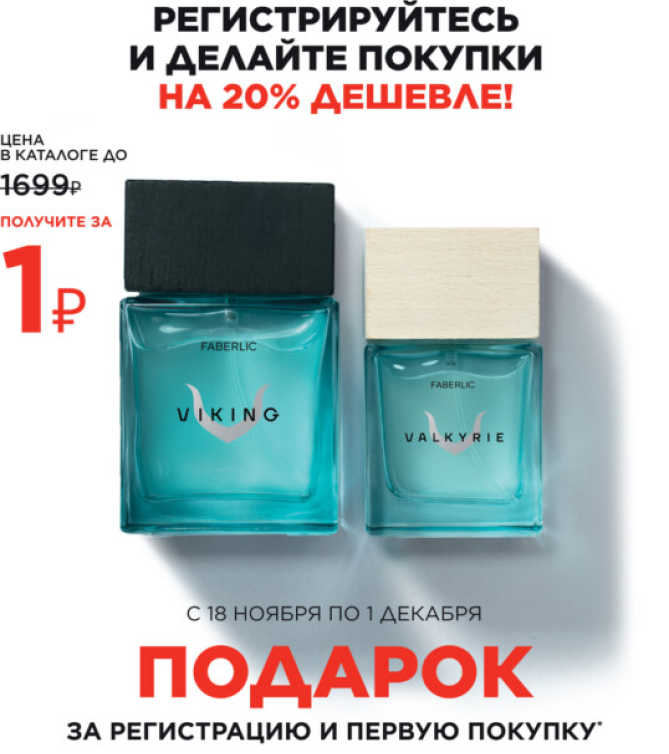 РЕГИСТРИРУЙТЕСЬ
И ДЕЛАЙТЕ ПОКУПКИ
НА 20% ДЕШЕВЛЕ!
ЦЕНА
В КАТАЛОГЕ ДО
1699₽
ПОЛУЧИТЕ ЗА
1₽
FABERLIC
VIKING
FABERLIC
VALKYRIE
С 18 НОЯБРЯ ПО 1 ДЕКАБРЯ
ПОДАРОК
ЗА РЕГИСТРАЦИЮ И ПЕРВУЮ ПОКУПКУ*